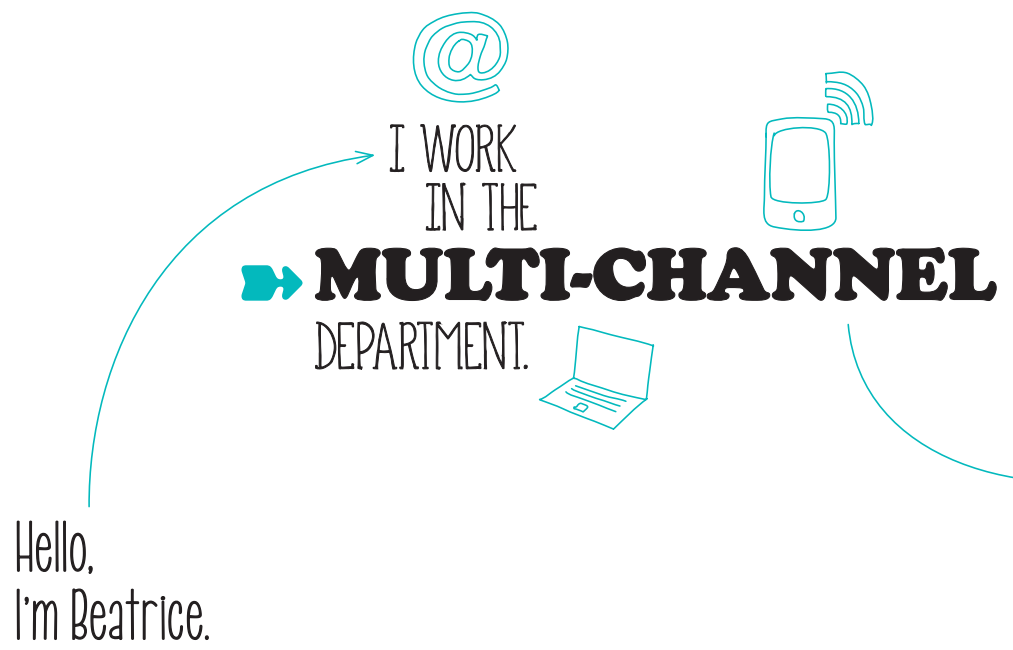 Hello,
I'm Beatrice.
@
I WORK
IN THE
MULTI-CHANNEL
DEPARTMENT.